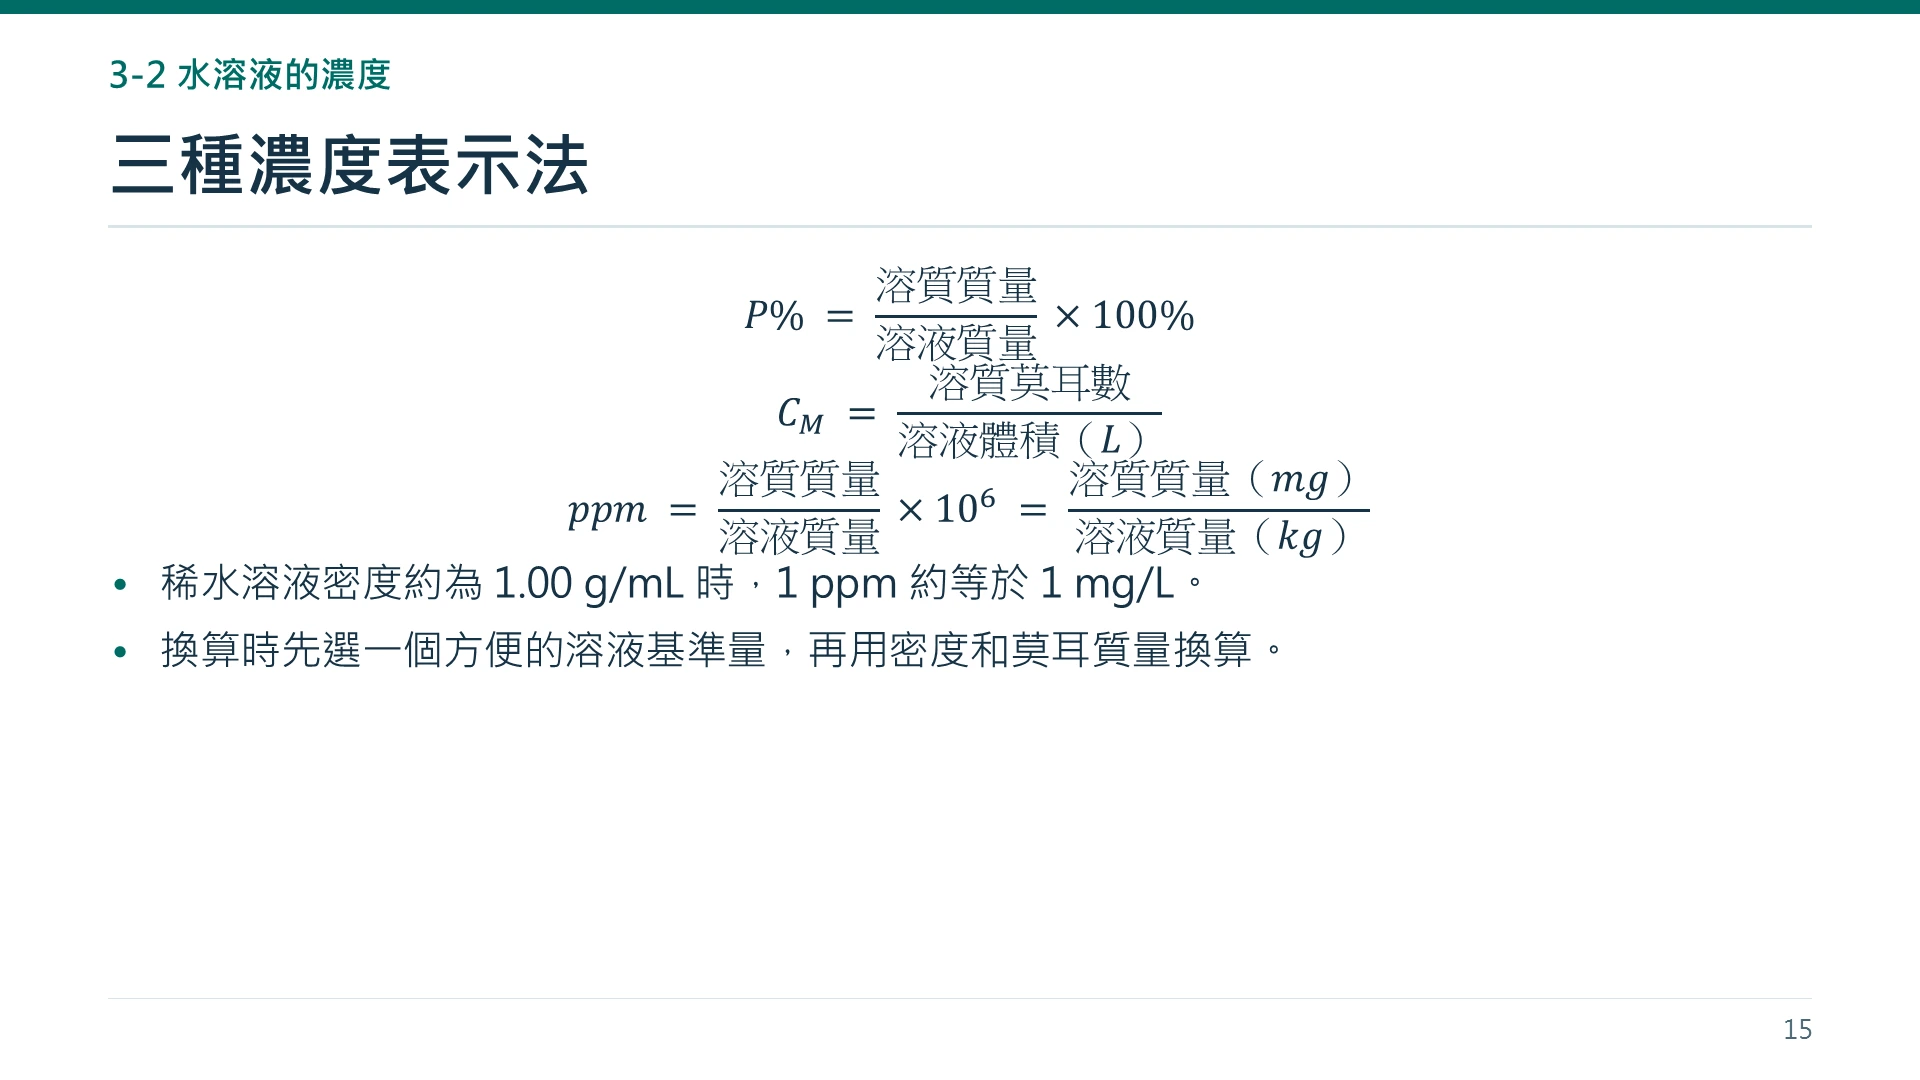 3-2 水溶液的濃度
三種濃度表示法
P% = 溶質質量/溶液質量 × 100%
C_M = 溶質莫耳數/溶液體積（L）
ppm = 溶質質量/溶液質量 × 10⁶ = 溶質質量（mg）/溶液質量（kg）
• 稀水溶液密度約為 1.00 g/mL 時，1 ppm 約等於 1 mg/L。
• 換算時先選一個方便的溶液基準量，再用密度和莫耳質量換算。
15